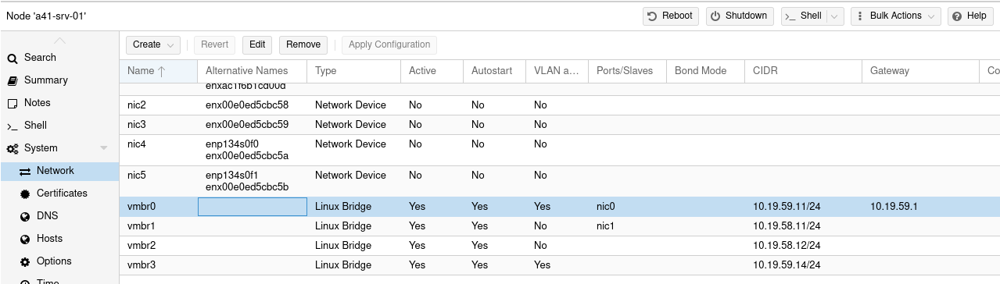 Node 'a41-srv-01' Reboot Shutdown Shell Bulk Actions Help
Search
Summary
Notes
Shell
System
Network
Certificates
DNS
Hosts
Options
Time
Create Revert Edit Remove Apply Configuration
Name Alternative Names Type Active Autostart VLAN a... Ports/Slaves Bond Mode CIDR Gateway Co
enxac1f6b1cd00d
nic2 enx00e0ed5cbc58 Network Device No No No
nic3 enx00e0ed5cbc59 Network Device No No No
nic4 enp134s0f0 Network Device No No No
enx00e0ed5cbc5a
nic5 enp134s0f1 Network Device No No No
enx00e0ed5cbc5b
vmbr0 Linux Bridge Yes Yes Yes nic0 10.19.59.11/24 10.19.59.1
vmbr1 Linux Bridge Yes Yes No nic1 10.19.58.11/24
vmbr2 Linux Bridge Yes Yes No 10.19.58.12/24
vmbr3 Linux Bridge Yes Yes Yes 10.19.59.14/24